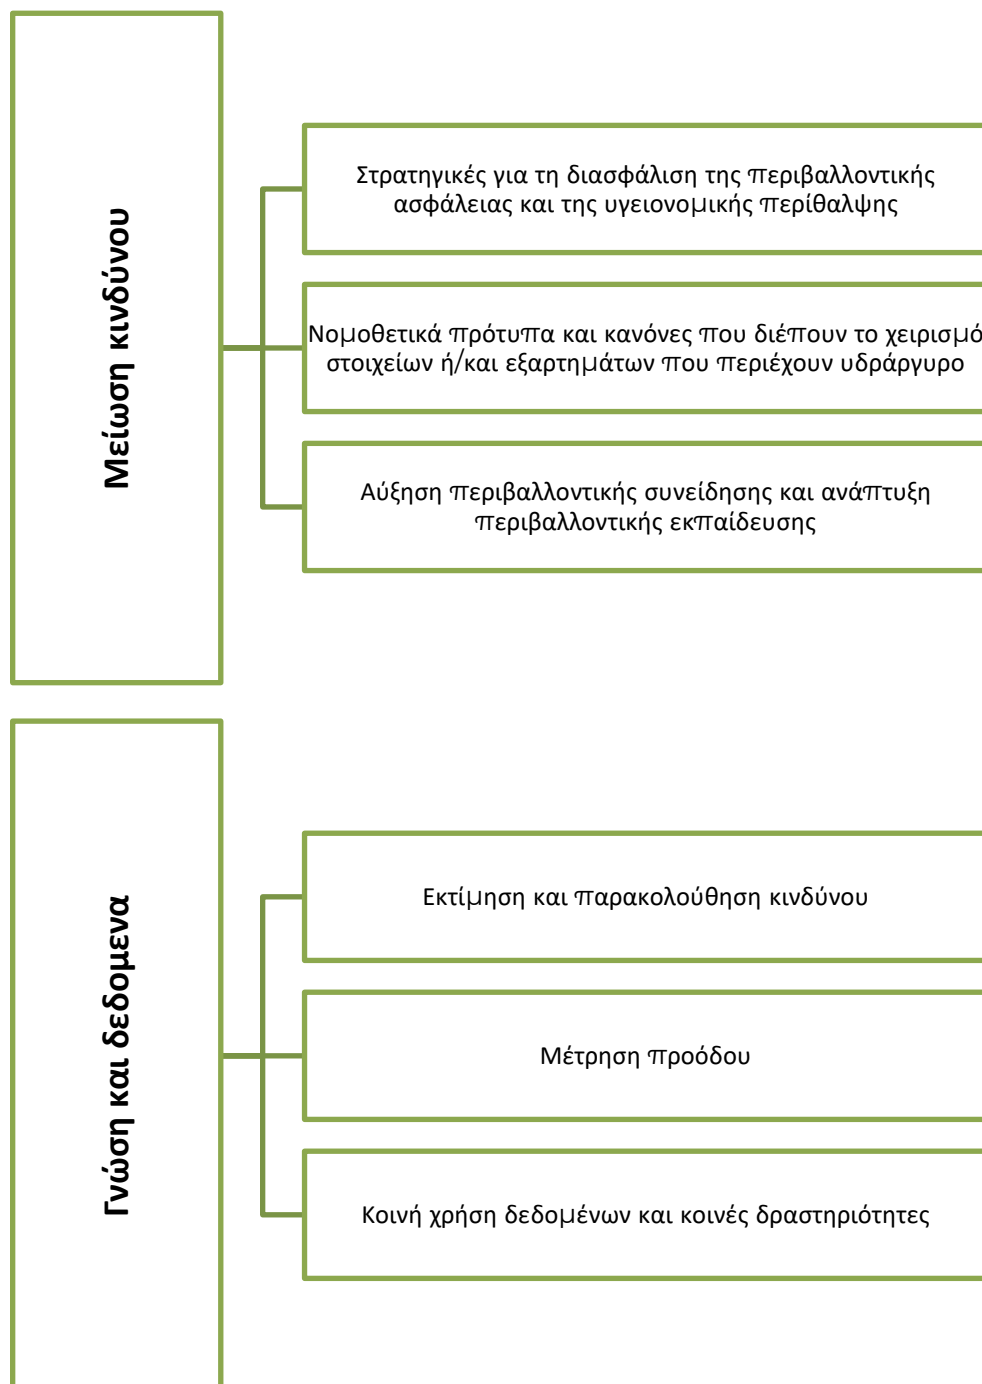 Μείωση κινδύνου
Στρατηγικές για τη διασφάλιση της περιβαλλοντικής
ασφάλειας και της υγειονομικής περίθαλψης
Νομοθετικά πρότυπα και κανόνες που διέπουν το χειρισμό
στοιχείων ή/και εξαρτημάτων που περιέχουν υδράργυρο
Αύξηση περιβαλλοντικής συνείδησης και ανάπτυξη
περιβαλλοντικής εκπαίδευσης
Γνώση και δεδομενα
Εκτίμηση και παρακολούθηση κινδύνου
Μέτρηση προόδου
Κοινή χρήση δεδομένων και κοινές δραστηριότητες